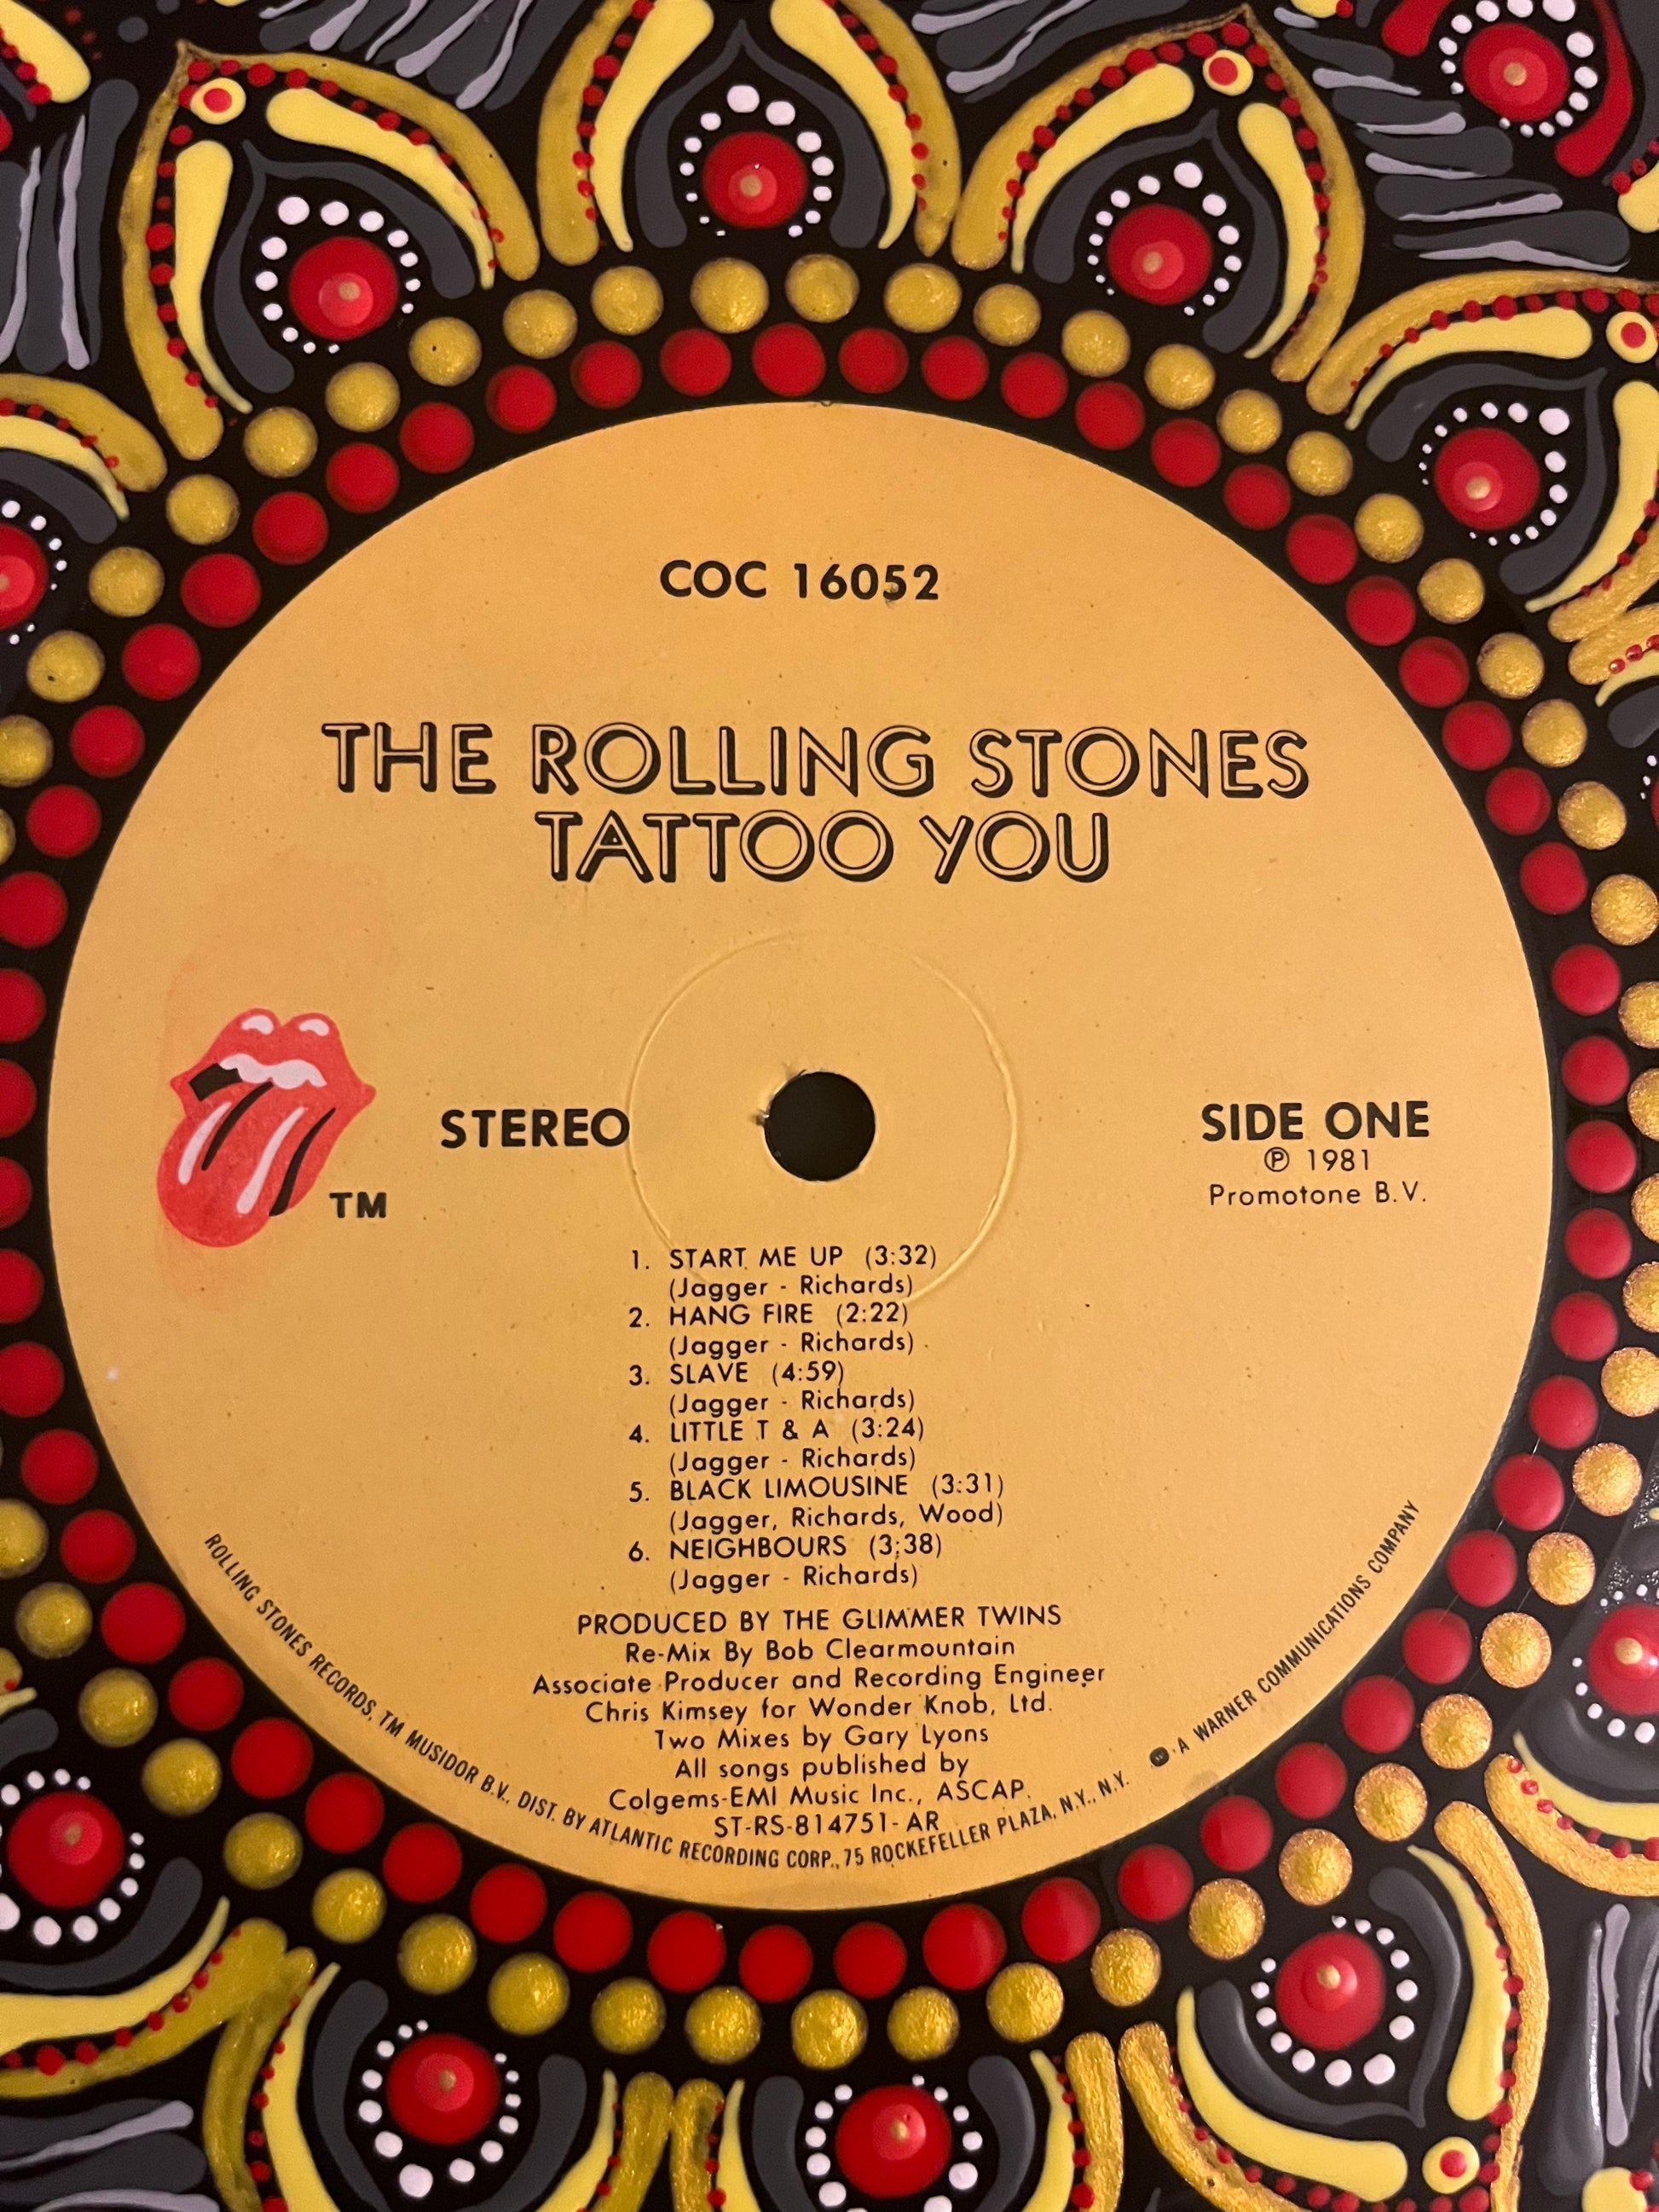 COC 16052
THE ROLLING STONES
TATTOO YOU
TM
STEREO
SIDE ONE
℗ 1981
Promotone B.V.
1. START ME UP (3:32)
(Jagger - Richards)
2. HANG FIRE (2:22)
(Jagger - Richards)
3. SLAVE (4:59)
(Jagger - Richards)
4. LITTLE T & A (3:24)
(Jagger - Richards)
5. BLACK LIMOUSINE (3:31)
(Jagger, Richards, Wood)
6. NEIGHBOURS (3:38)
(Jagger - Richards)
PRODUCED BY THE GLIMMER TWINS
Re-Mix By Bob Clearmountain
Associate Producer and Recording Engineer
Chris Kimsey for Wonder Knob, Ltd.
Two Mixes by Gary Lyons
All songs published by
Colgems-EMI Music Inc., ASCAP.
ST-RS-814751-AR
ROLLING STONES RECORDS, TM MUSIDOR B.V., DIST. BY ATLANTIC RECORDING CORP., 75 ROCKEFELLER PLAZA, N.Y., N.Y. A WARNER COMMUNICATIONS COMPANY